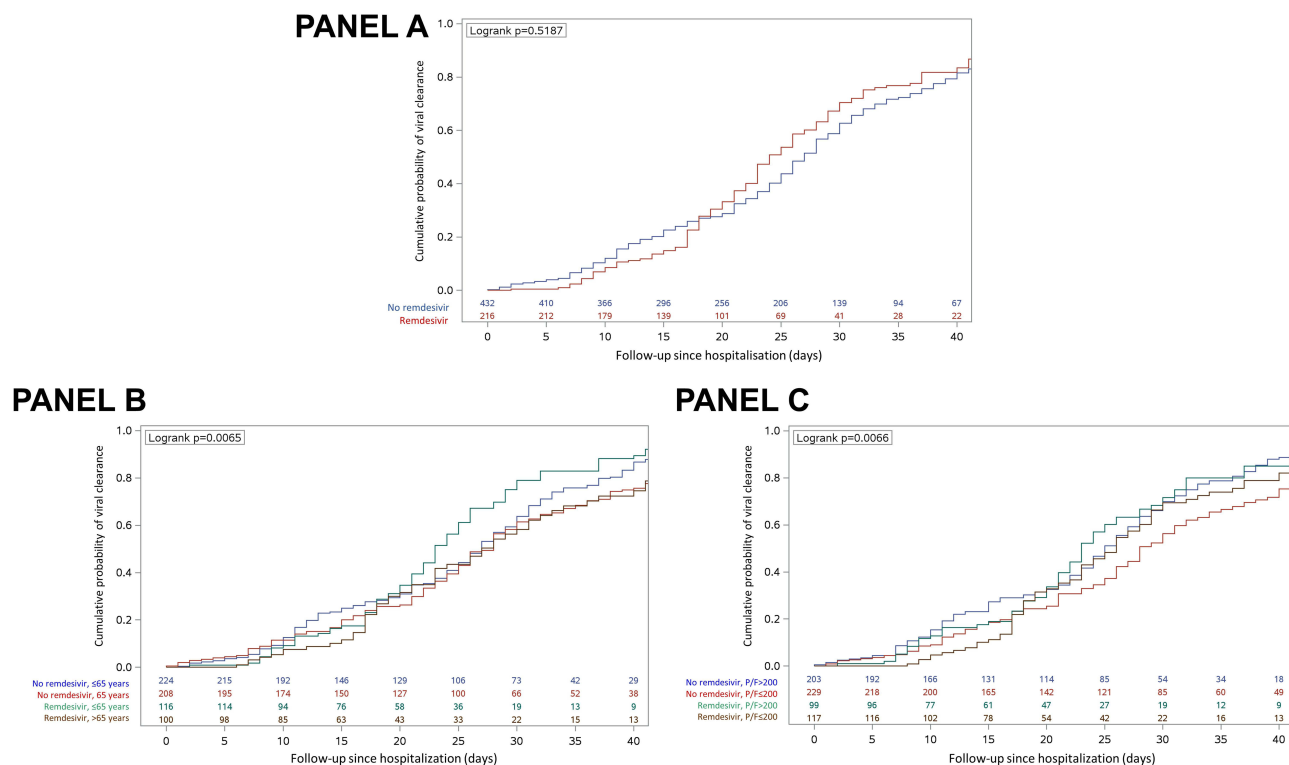 PANEL A
Logrank p=0.5187
Cumulative probability of viral clearance
1.0
0.8
0.6
0.4
0.2
0.0
No remdesivir 432 410 366 296 256 206 139 94 67
Remdesivir 216 212 179 139 101 69 41 28 22
0 5 10 15 20 25 30 35 40
Follow-up since hospitalisation (days)
PANEL B
Logrank p=0.0065
Cumulative probability of viral clearance
1.0
0.8
0.6
0.4
0.2
0.0
No remdesivir, ≤65 years 224 215 192 146 129 106 73 42 29
No remdesivir, 65 years 208 195 174 150 127 100 66 52 38
Remdesivir, ≤65 years 116 114 94 76 58 36 19 13 9
Remdesivir, >65 years 100 98 85 63 43 33 22 15 13
0 5 10 15 20 25 30 35 40
Follow-up since hospitalization (days)
PANEL C
Logrank p=0.0066
Cumulative probability of viral clearance
1.0
0.8
0.6
0.4
0.2
0.0
No remdesivir, P/F>200 203 192 166 131 114 85 54 34 18
No remdesivir, P/F≤200 229 218 200 165 142 121 85 60 49
Remdesivir, P/F>200 99 96 77 61 47 27 19 12 9
Remdesivir, P/F≤200 117 116 102 78 54 42 22 16 13
0 5 10 15 20 25 30 35 40
Follow-up since hospitalization (days)